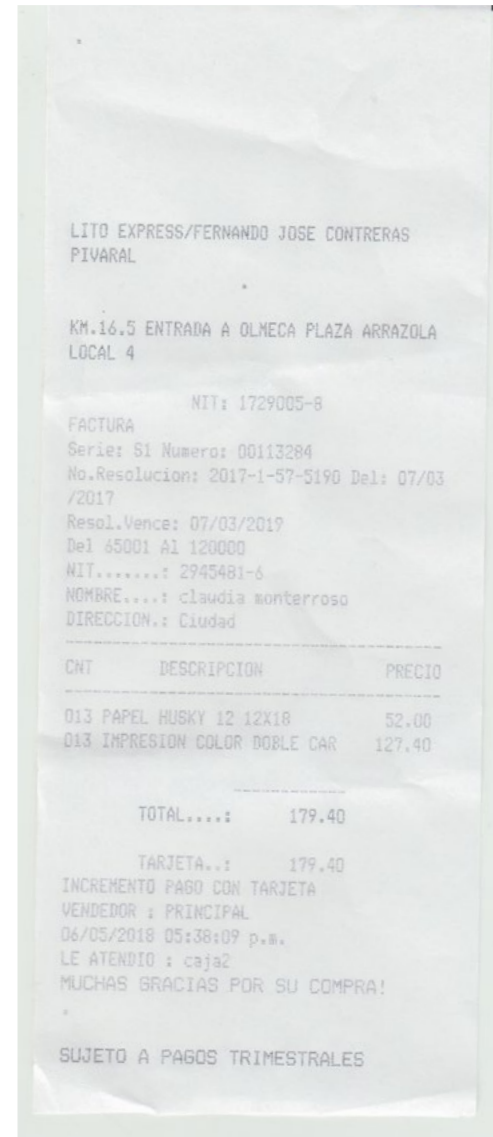 LITO EXPRESS/FERNANDO JOSE CONTRERAS
PIVARAL
KM.16.5 ENTRADA A OLMECA PLAZA ARRAZOLA
LOCAL 4
NIT: 1729005-8
FACTURA
Serie: S1 Numero: 00113284
No.Resolucion: 2017-1-57-5190 Del: 07/03
/2017
Resol.Vence: 07/03/2019
Del 65001 Al 120000
NIT.......: 2945481-6
NOMBRE....: claudia monterroso
DIRECCION.: Ciudad
CNT DESCRIPCION PRECIO
013 PAPEL HUSKY 12 12X18 52.00
013 IMPRESION COLOR DOBLE CAR 127.40
TOTAL....: 179.40
TARJETA..: 179.40
INCREMENTO PAGO CON TARJETA
VENDEDOR : PRINCIPAL
06/05/2018 05:38:09 p.m.
LE ATENDIO : caja2
MUCHAS GRACIAS POR SU COMPRA!
SUJETO A PAGOS TRIMESTRALES